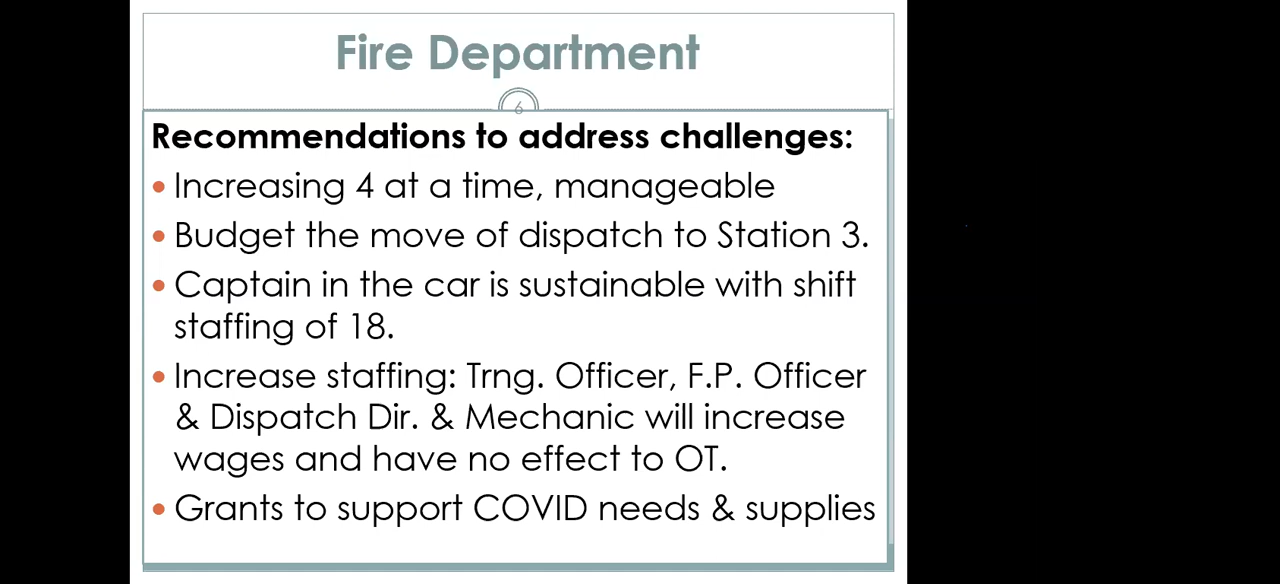 Fire Department
6
Recommendations to address challenges:
• Increasing 4 at a time, manageable
• Budget the move of dispatch to Station 3.
• Captain in the car is sustainable with shift
staffing of 18.
• Increase staffing: Trng. Officer, F.P. Officer
& Dispatch Dir. & Mechanic will increase
wages and have no effect to OT.
• Grants to support COVID needs & supplies